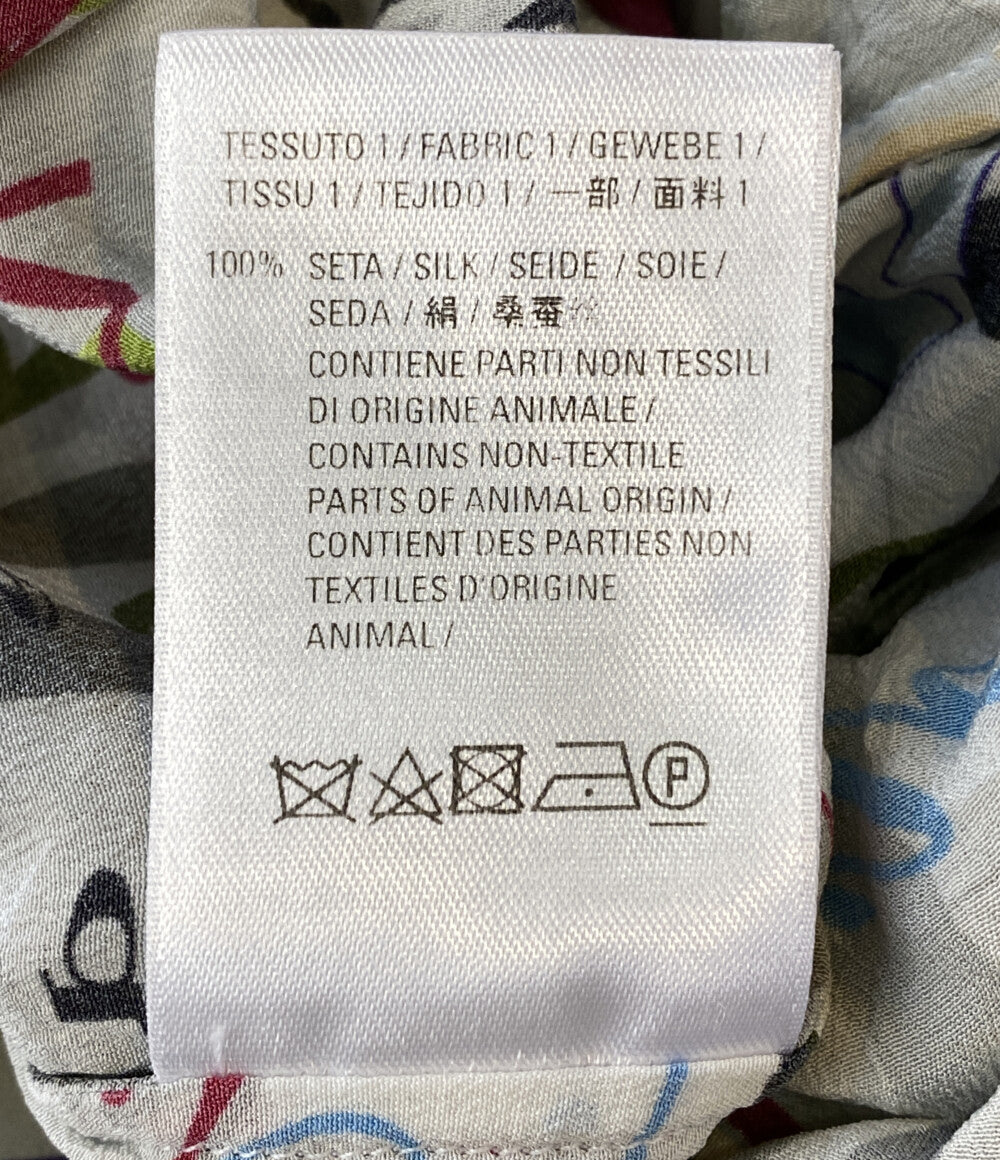 TESSUTO 1 / FABRIC 1 / GEWEBE 1 /
TISSU 1 / TEJIDO 1 / 一部 / 面料 1
100% SETA / SILK / SEIDE / SOIE /
SEDA / 絹 / 桑蚕丝
CONTIENE PARTI NON TESSILI
DI ORIGINE ANIMALE /
CONTAINS NON-TEXTILE
PARTS OF ANIMAL ORIGIN /
CONTIENT DES PARTIES NON
TEXTILES D'ORIGINE
ANIMAL /
P